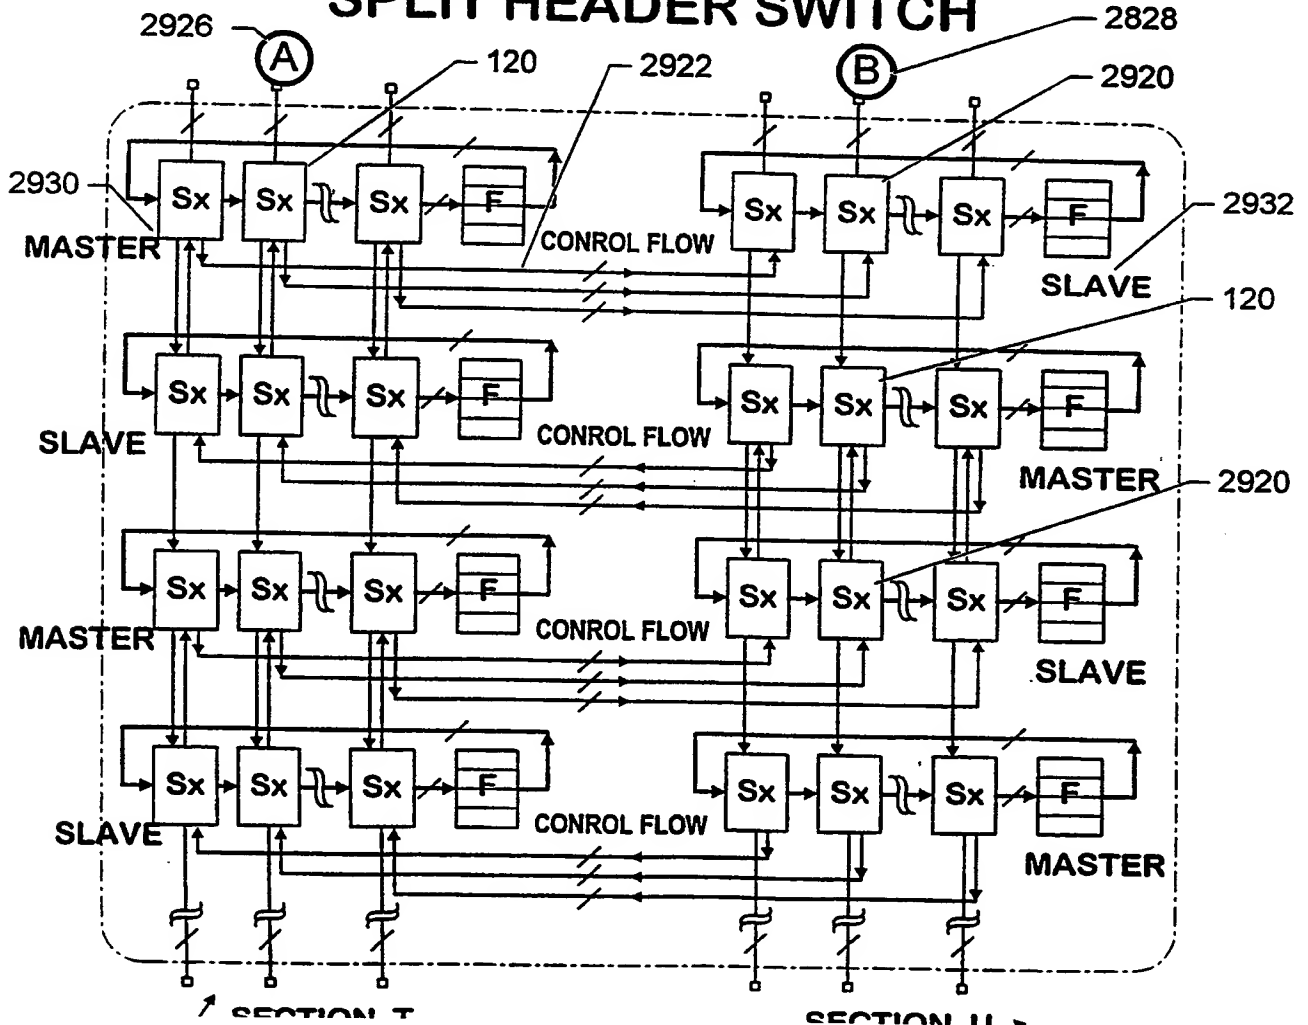 SPLIT HEADER SWITCH
2926
A
120
2922
B
2828
2920
2930
Sx Sx Sx F
Sx Sx Sx F
2932
MASTER
CONROL FLOW
SLAVE
120
Sx Sx Sx F
Sx Sx Sx F
SLAVE
CONROL FLOW
MASTER
2920
Sx Sx Sx F
Sx Sx Sx F
MASTER
CONROL FLOW
SLAVE
Sx Sx Sx F
Sx Sx Sx F
SLAVE
CONROL FLOW
MASTER
SECTION T
SECTION U